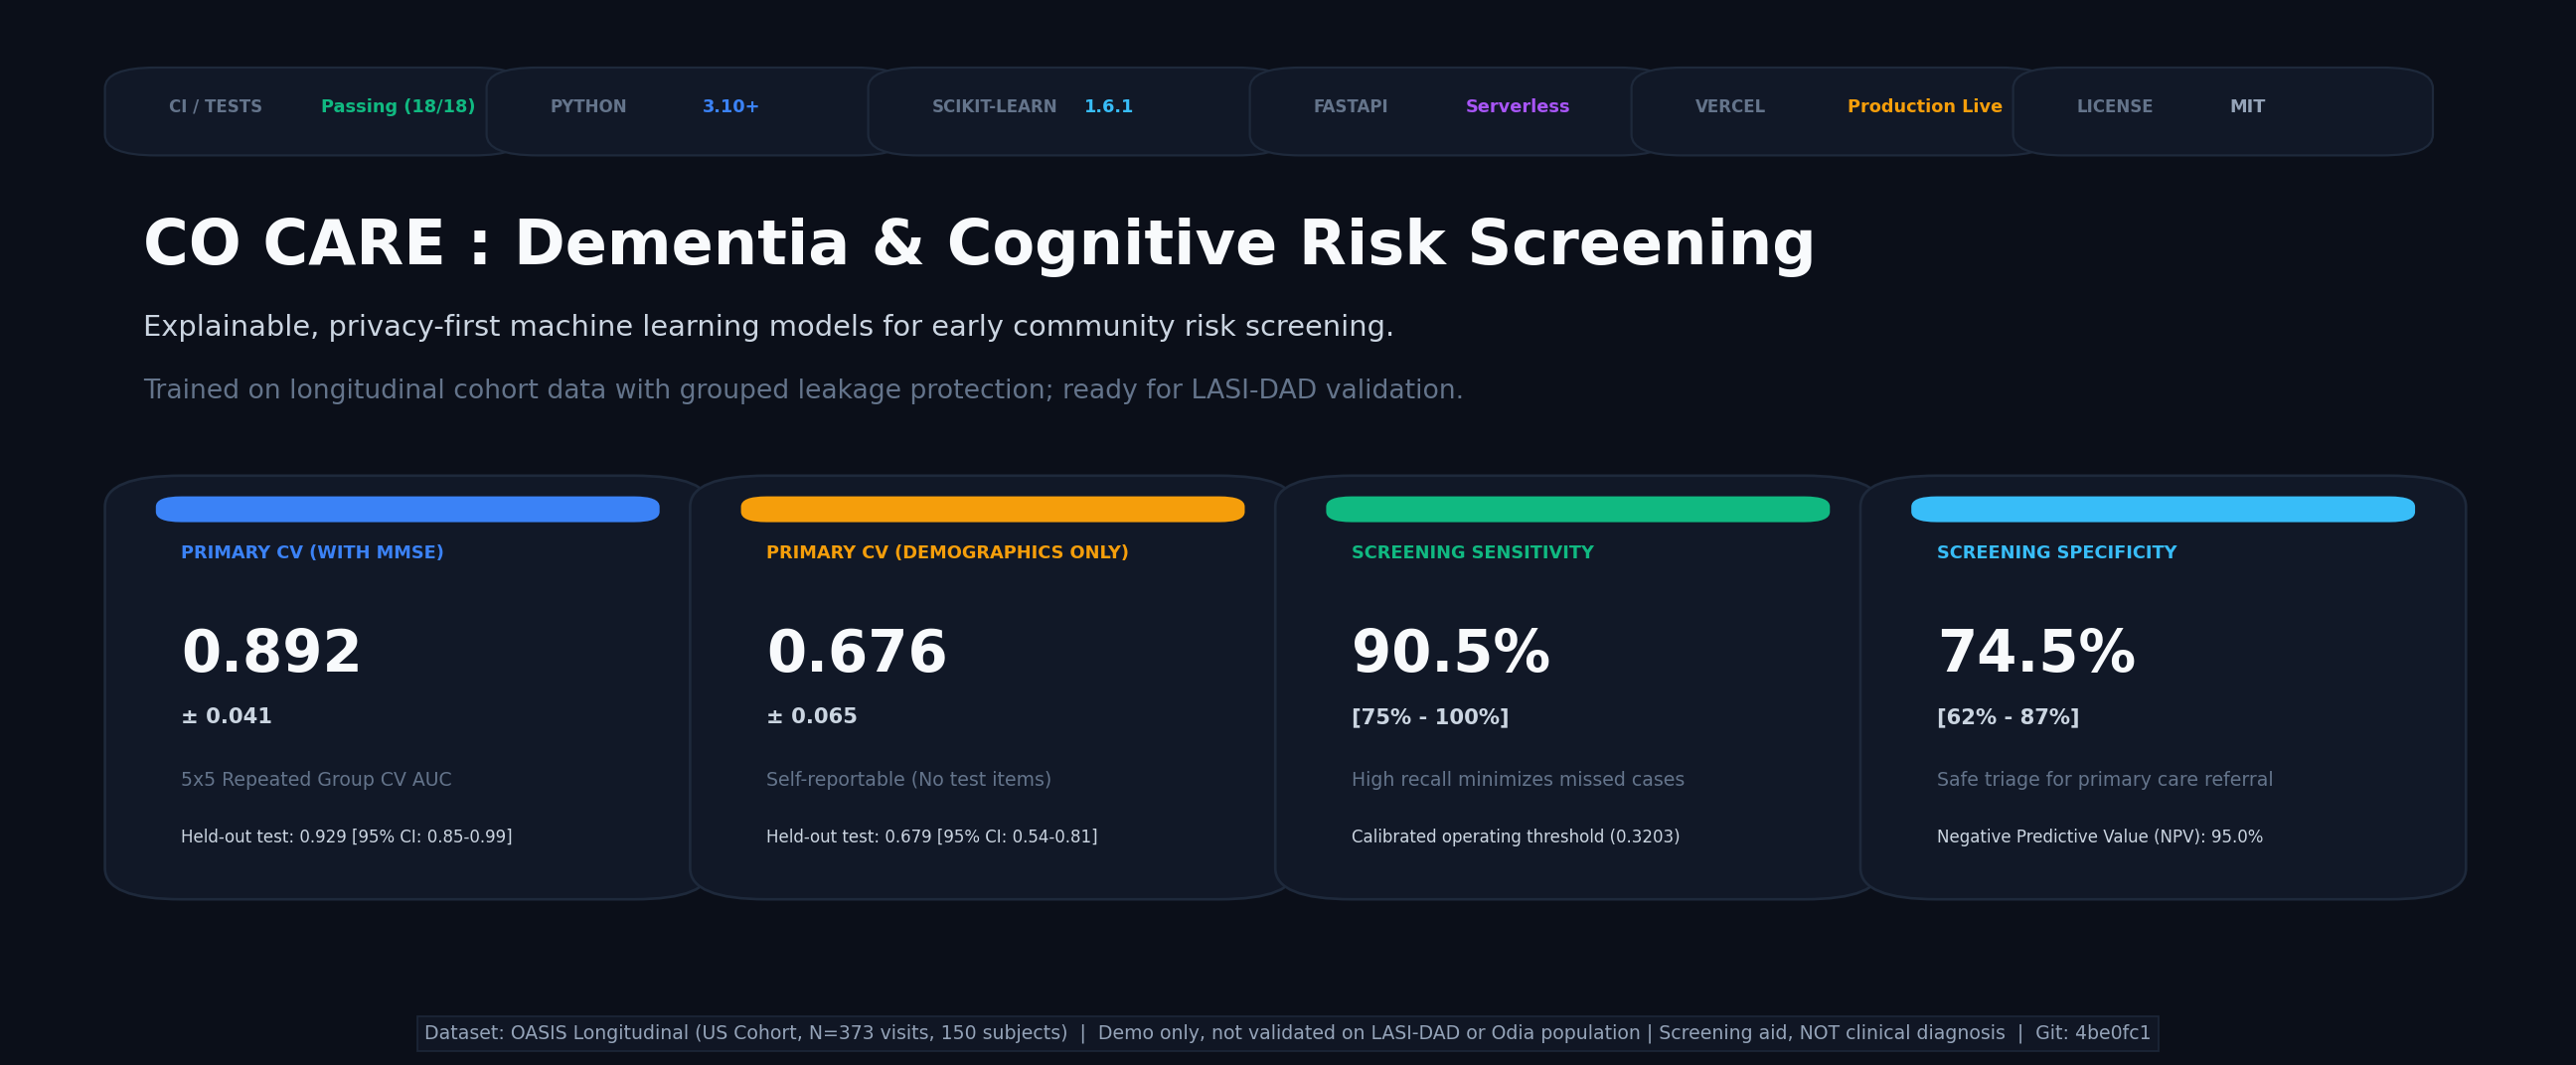 CI / TESTS Passing (18/18) PYTHON 3.10+ SCIKIT-LEARN 1.6.1 FASTAPI Serverless VERCEL Production Live LICENSE MIT
CO CARE : Dementia & Cognitive Risk Screening
Explainable, privacy-first machine learning models for early community risk screening.
Trained on longitudinal cohort data with grouped leakage protection; ready for LASI-DAD validation.
PRIMARY CV (WITH MMSE)
0.892
± 0.041
5x5 Repeated Group CV AUC
Held-out test: 0.929 [95% CI: 0.85-0.99]
PRIMARY CV (DEMOGRAPHICS ONLY)
0.676
± 0.065
Self-reportable (No test items)
Held-out test: 0.679 [95% CI: 0.54-0.81]
SCREENING SENSITIVITY
90.5%
[75% - 100%]
High recall minimizes missed cases
Calibrated operating threshold (0.3203)
SCREENING SPECIFICITY
74.5%
[62% - 87%]
Safe triage for primary care referral
Negative Predictive Value (NPV): 95.0%
Dataset: OASIS Longitudinal (US Cohort, N=373 visits, 150 subjects) | Demo only, not validated on LASI-DAD or Odia population | Screening aid, NOT clinical diagnosis | Git: 4be0fc1